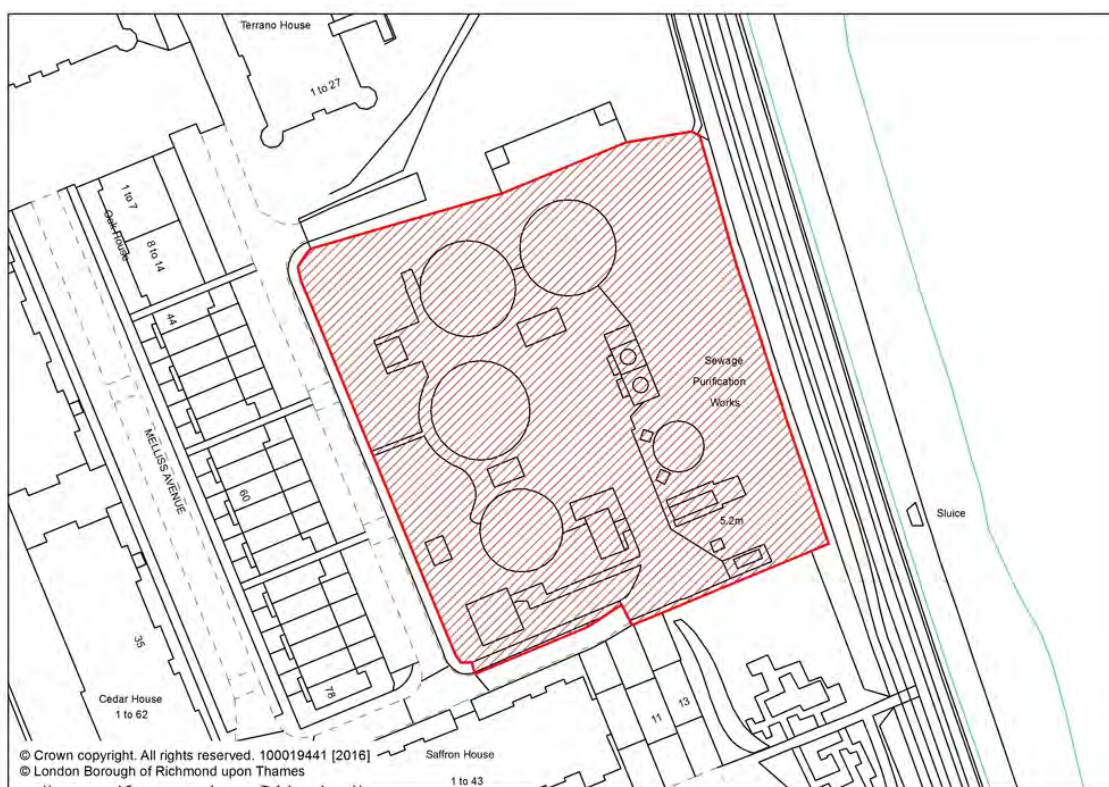 Terrano House
1 to 27
1 to 7
Oak House
8 to 14
44
Sewage
Purification
Works
MELLISS AVENUE
60
5.2m
Sluice
35
78
Cedar House
1 to 62
11
13
Saffron House
1 to 43
© Crown copyright. All rights reserved. 100019441 [2016]
© London Borough of Richmond upon Thames